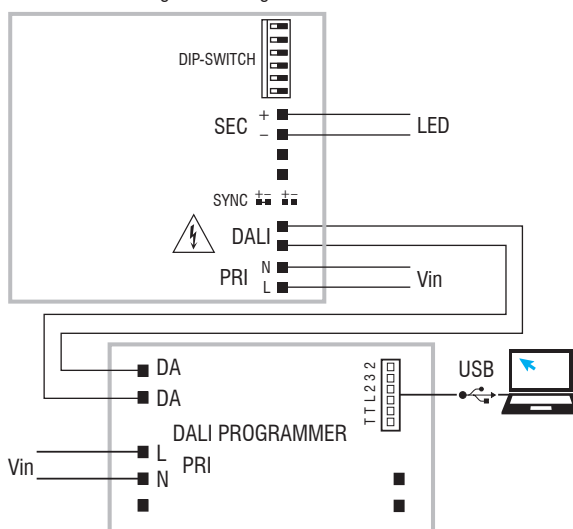 DIP-SWITCH
SEC + LED
−
SYNC +− +−
DALI
PRI N Vin
L
DA USB
DA
TTL232
DALI PROGRAMMER
Vin L PRI
N